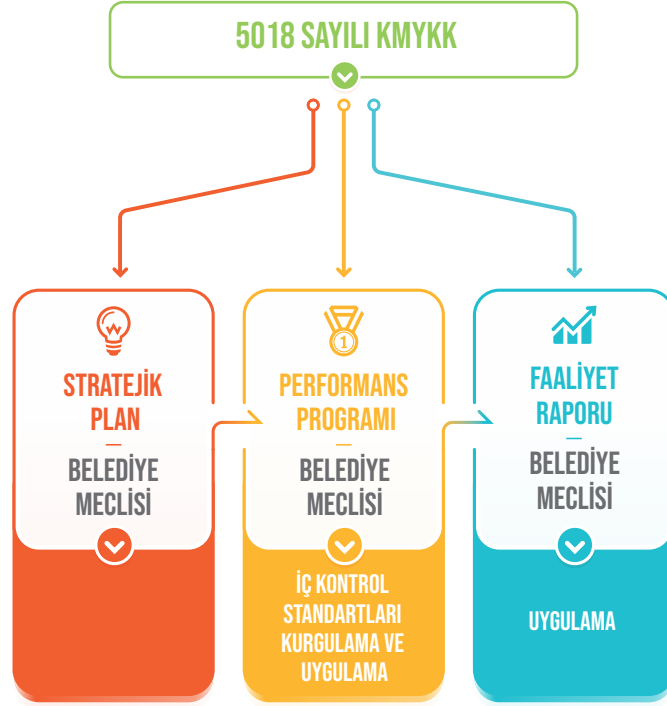 5018 SAYILI KMYKK
STRATEJİK
PLAN
BELEDİYE
MECLİSİ
1
PERFORMANS
PROGRAMI
BELEDİYE
MECLİSİ
İÇ KONTROL
STANDARTLARI
KURGULAMA VE
UYGULAMA
FAALİYET
RAPORU
BELEDİYE
MECLİSİ
UYGULAMA